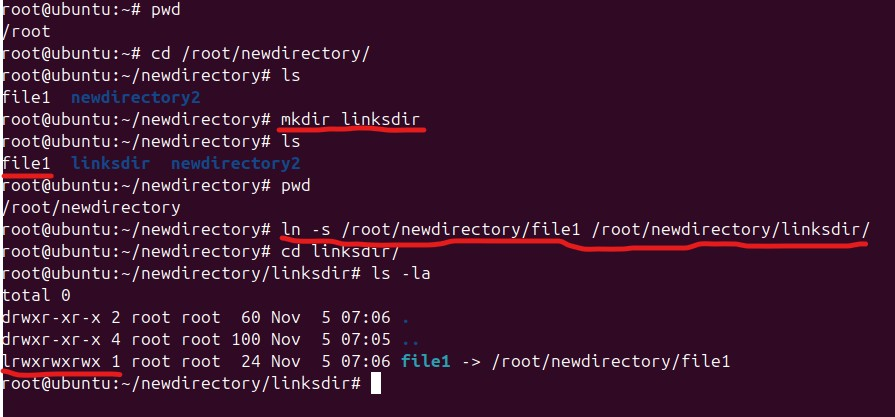 root@ubuntu:~# pwd
/root
root@ubuntu:~# cd /root/newdirectory/
root@ubuntu:~/newdirectory# ls
file1  newdirectory2
root@ubuntu:~/newdirectory# mkdir linksdir
root@ubuntu:~/newdirectory# ls
file1  linksdir  newdirectory2
root@ubuntu:~/newdirectory# pwd
/root/newdirectory
root@ubuntu:~/newdirectory# ln -s /root/newdirectory/file1 /root/newdirectory/linksdir/
root@ubuntu:~/newdirectory# cd linksdir/
root@ubuntu:~/newdirectory/linksdir# ls -la
total 0
drwxr-xr-x 2 root root  60 Nov  5 07:06 .
drwxr-xr-x 4 root root 100 Nov  5 07:05 ..
lrwxrwxrwx 1 root root  24 Nov  5 07:06 file1 -> /root/newdirectory/file1
root@ubuntu:~/newdirectory/linksdir#